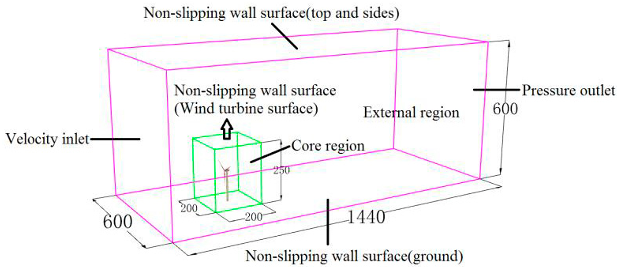 Non-slipping wall surface(top and sides)
Non-slipping wall surface
(Wind turbine surface)
Pressure outlet
External region
600
Velocity inlet
Core region
250
200
200
600
1440
Non-slipping wall surface(ground)